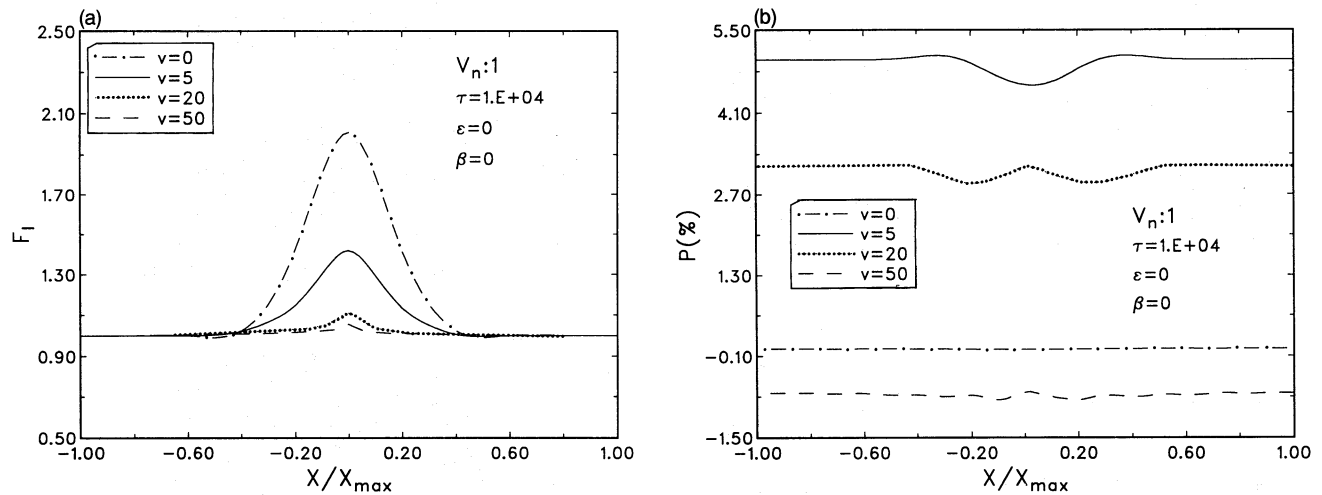 (a)
2.50
2.10
1.70
1.30
0.90
0.50
F_I
v=0
v=5
v=20
v=50
V_n:1
τ=1.E+04
ε=0
β=0
-1.00
-0.60
-0.20
0.20
0.60
1.00
X/X_max
(b)
5.50
4.10
2.70
1.30
-0.10
-1.50
P(%)
v=0
v=5
v=20
v=50
V_n:1
τ=1.E+04
ε=0
β=0
-1.00
-0.60
-0.20
0.20
0.60
1.00
X/X_max